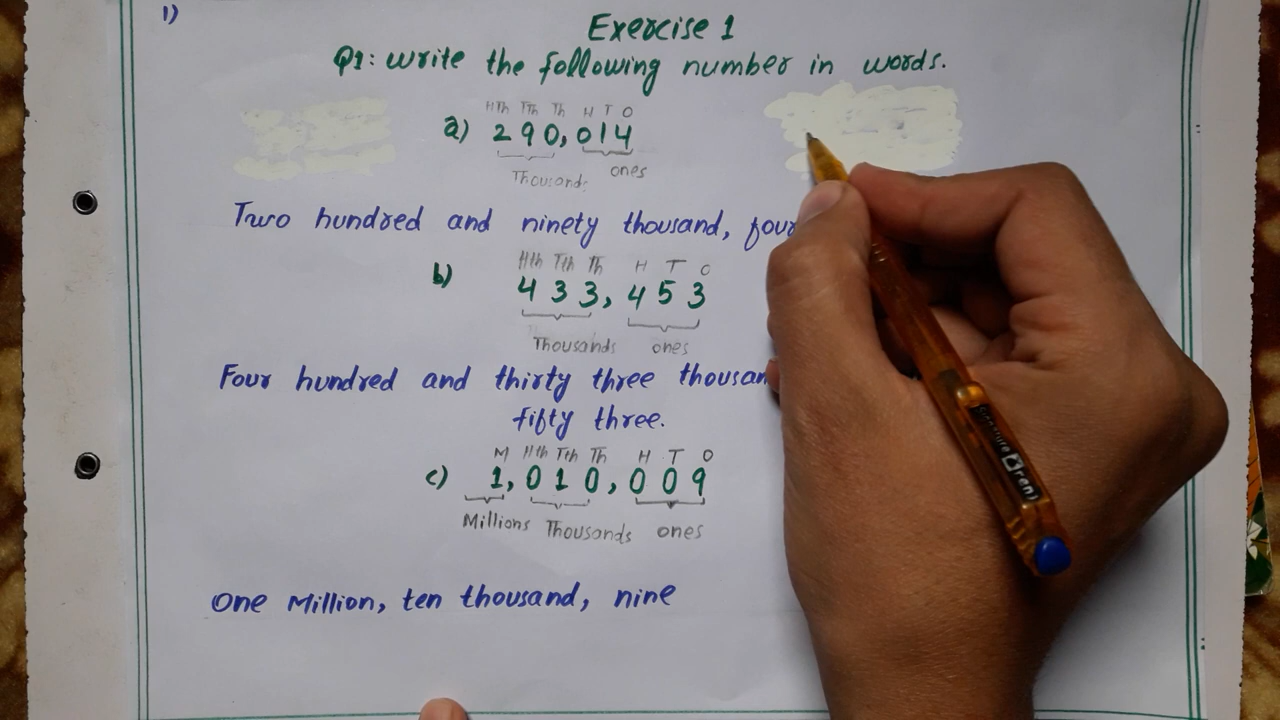 1)
Exercise 1
Q1: Write the following number in words.
Hth Tth Th H T O
a) 290,014
Thousands ones
Two hundred and ninety thousand, four
Hth Tth Th H T O
b) 433,453
Thousands ones
Four hundred and thirty three thousan
fifty three.
M Hth Tth Th H T O
c) 1,010,009
Millions Thousands ones
One Million, ten thousand, nine
Signature